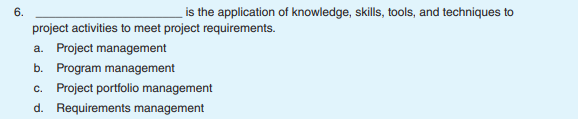 6. ______________________ is the application of knowledge, skills, tools, and techniques to
project activities to meet project requirements.
a. Project management
b. Program management
c. Project portfolio management
d. Requirements management